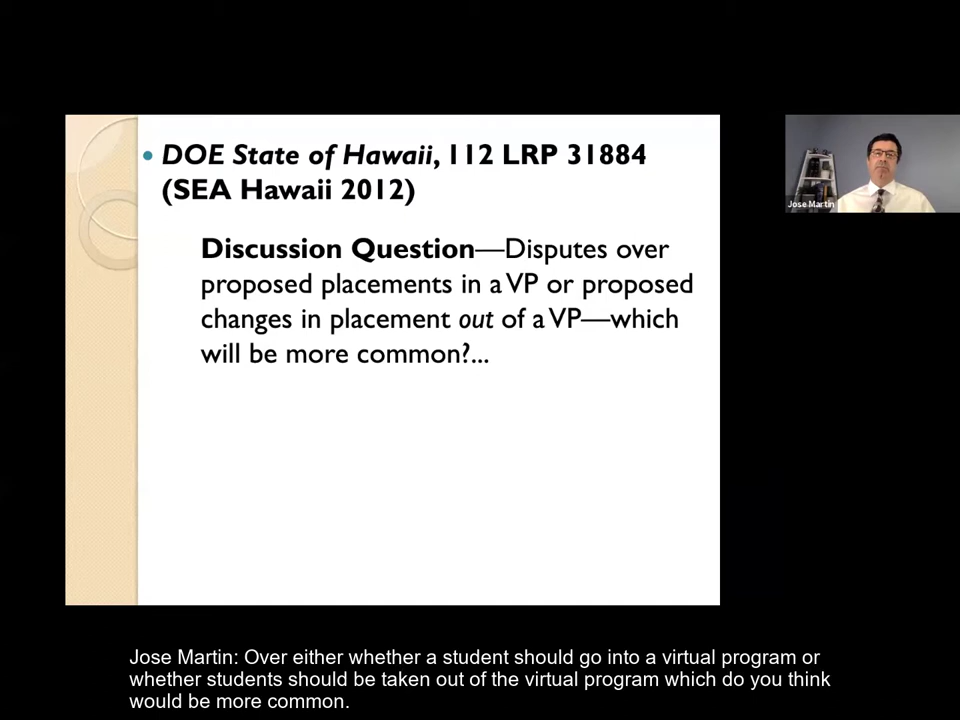 • DOE State of Hawaii, 112 LRP 31884
(SEA Hawaii 2012)
Discussion Question—Disputes over
proposed placements in a VP or proposed
changes in placement out of a VP—which
will be more common?...
Jose Martin
Jose Martin: Over either whether a student should go into a virtual program or
whether students should be taken out of the virtual program which do you think
would be more common.